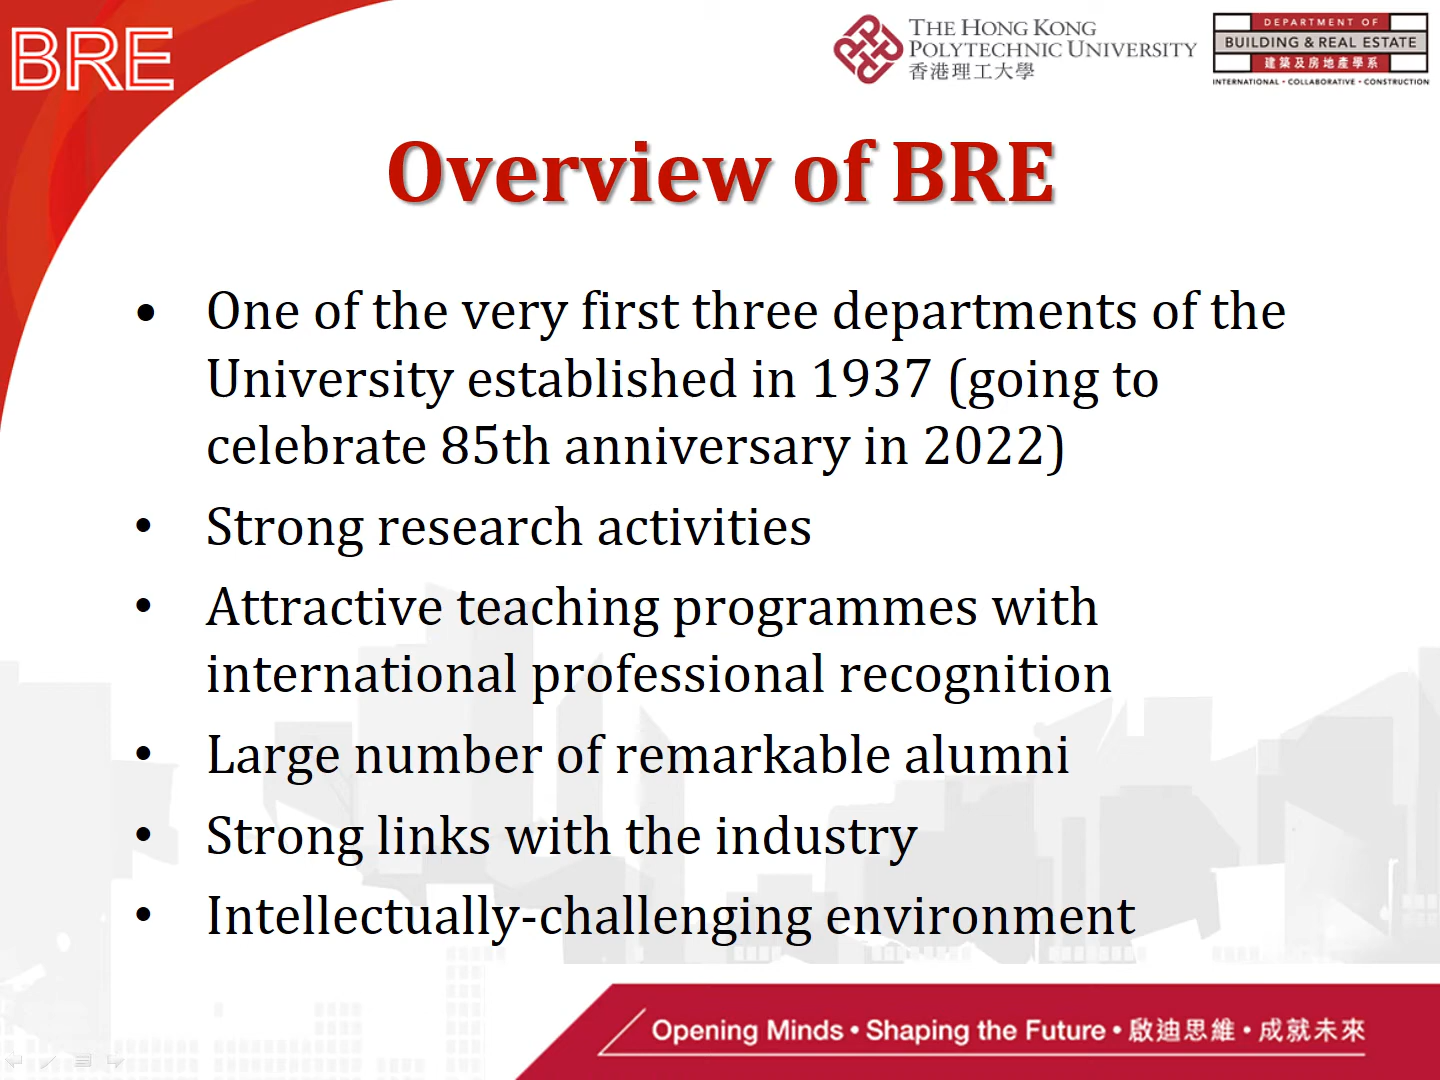 BRE
THE HONG KONG
POLYTECHNIC UNIVERSITY
香港理工大學
DEPARTMENT OF
BUILDING & REAL ESTATE
建築及房地產學系
INTERNATIONAL • COLLABORATIVE • CONSTRUCTION
Overview of BRE
• One of the very first three departments of the
University established in 1937 (going to
celebrate 85th anniversary in 2022)
• Strong research activities
• Attractive teaching programmes with
international professional recognition
• Large number of remarkable alumni
• Strong links with the industry
• Intellectually-challenging environment
Opening Minds • Shaping the Future • 啟迪思維 • 成就未來